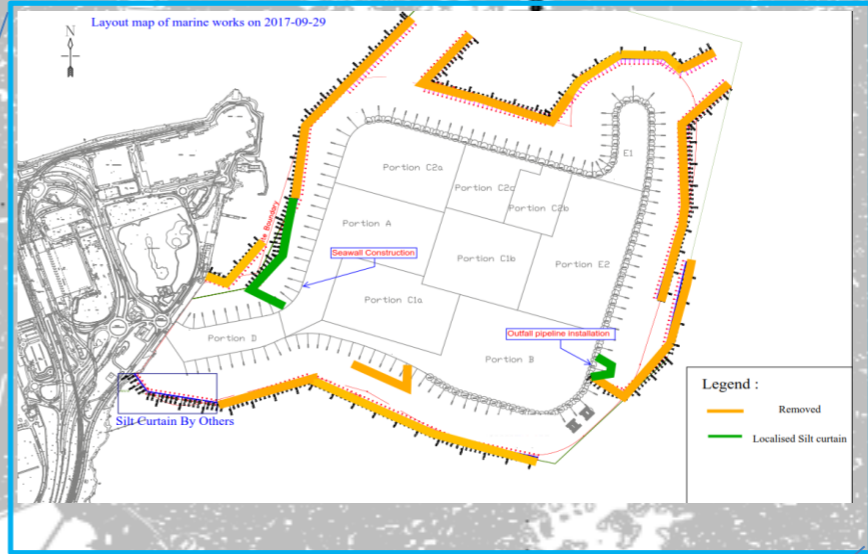 Layout map of marine works on 2017-09-29
N
E1
Portion C2a
Portion C2c
Portion C2b
Boundary
Portion A
Seawall Construction
Portion C1b
Portion E2
Portion C1a
Portion D
Outfall pipeline installation
Portion B
Legend :
Removed
Localised Silt curtain
Silt Curtain By Others